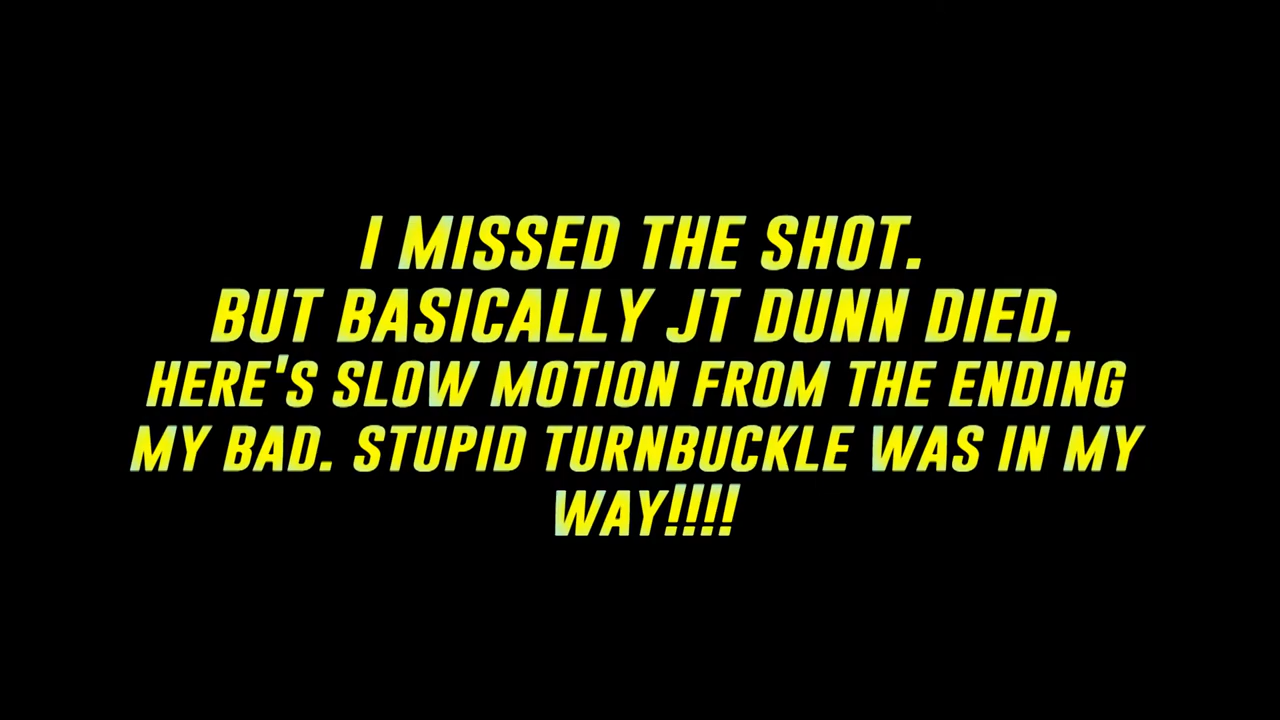 I MISSED THE SHOT.
BUT BASICALLY JT DUNN DIED.
HERE'S SLOW MOTION FROM THE ENDING
MY BAD. STUPID TURNBUCKLE WAS IN MY
WAY!!!!